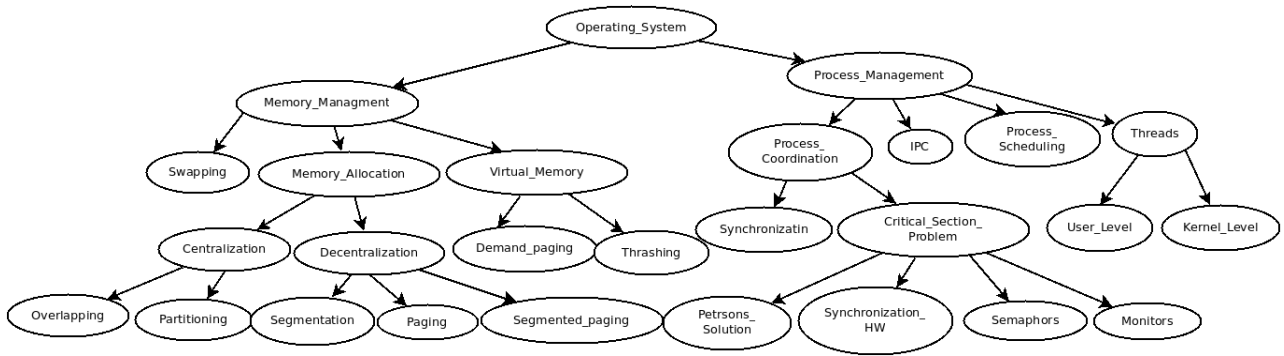 Operating_System
Process_Management
Memory_Managment
Process_
Scheduling
Threads
Process_
Coordination
IPC
Swapping
Memory_Allocation
Virtual_Memory
Synchronizatin
Critical_Section_
Problem
User_Level
Kernel_Level
Centralization
Decentralization
Demand_paging
Thrashing
Overlapping
Partitioning
Segmentation
Paging
Segmented_paging
Petrsons_
Solution
Synchronization_
HW
Semaphors
Monitors